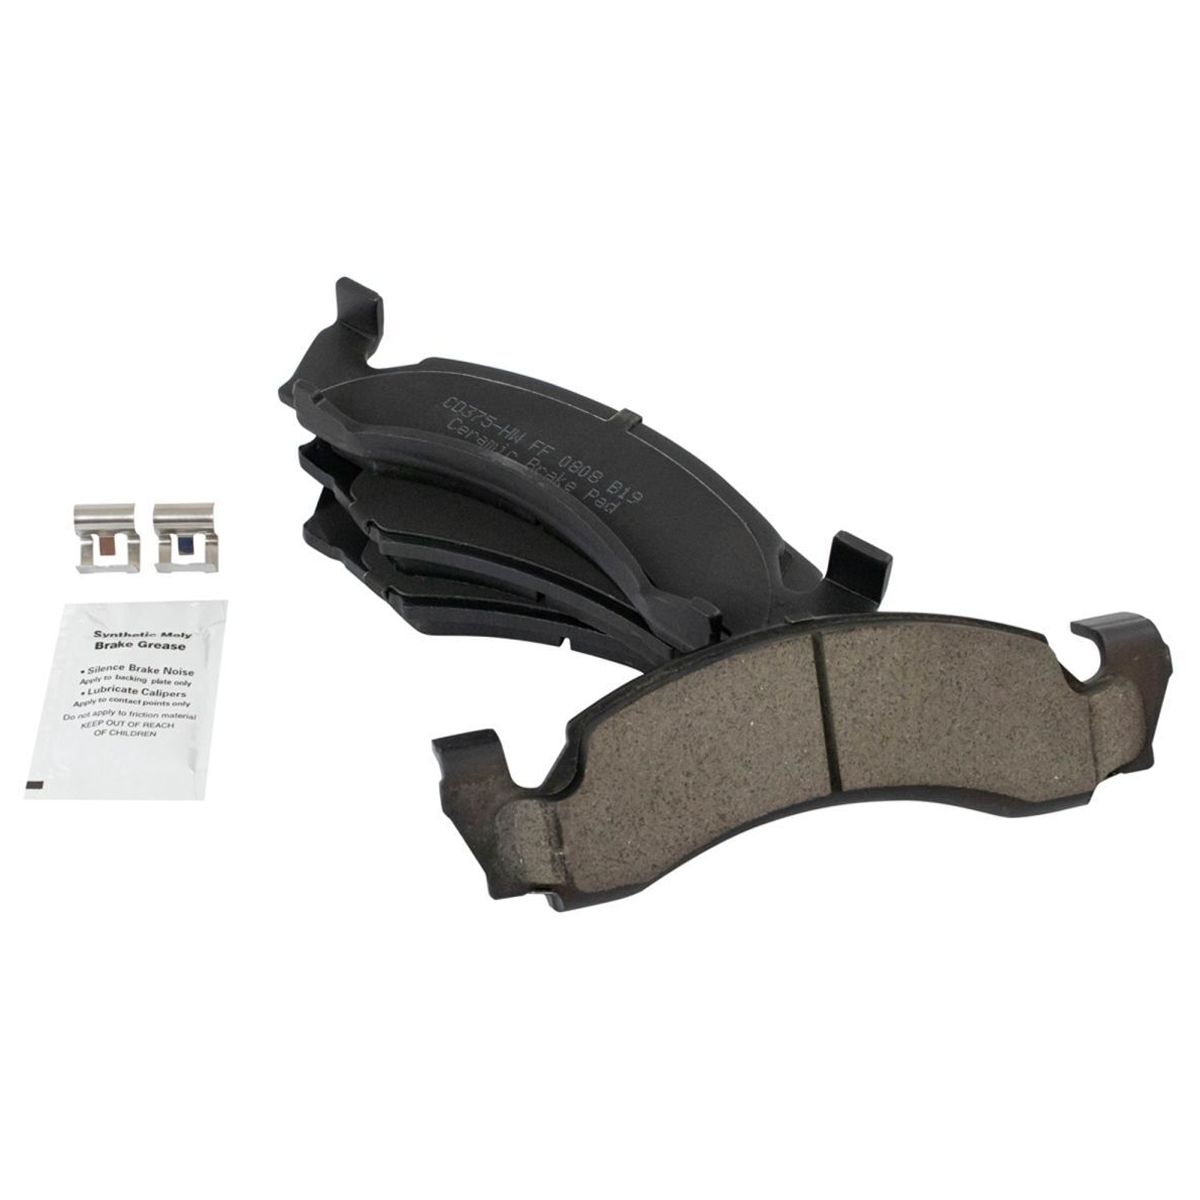 CD375-HW FF 0808 B19
Ceramic Brake Pad
Synthetic Moly
Brake Grease
• Silence Brake Noise
Apply to backing plate only
• Lubricate Calipers
Apply to contact points only
Do not apply to friction material
KEEP OUT OF REACH
OF CHILDREN